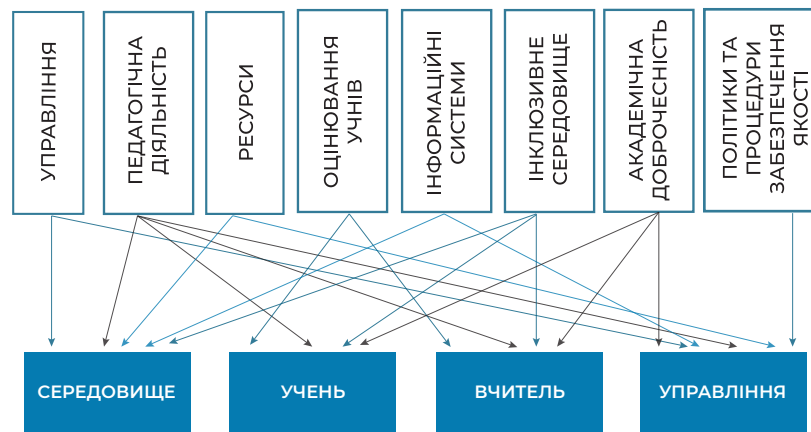 УПРАВЛІННЯ
ПЕДАГОГІЧНА
ДІЯЛЬНІСТЬ
РЕСУРСИ
ОЦІНЮВАННЯ
УЧНІВ
ІНФОРМАЦІЙНІ
СИСТЕМИ
ІНКЛЮЗИВНЕ
СЕРЕДОВИЩЕ
АКАДЕМІЧНА
ДОБРОЧЕСНІСТЬ
ПОЛІТИКИ ТА
ПРОЦЕДУРИ
ЗАБЕЗПЕЧЕННЯ
ЯКОСТІ
СЕРЕДОВИЩЕ
УЧЕНЬ
ВЧИТЕЛЬ
УПРАВЛІННЯ